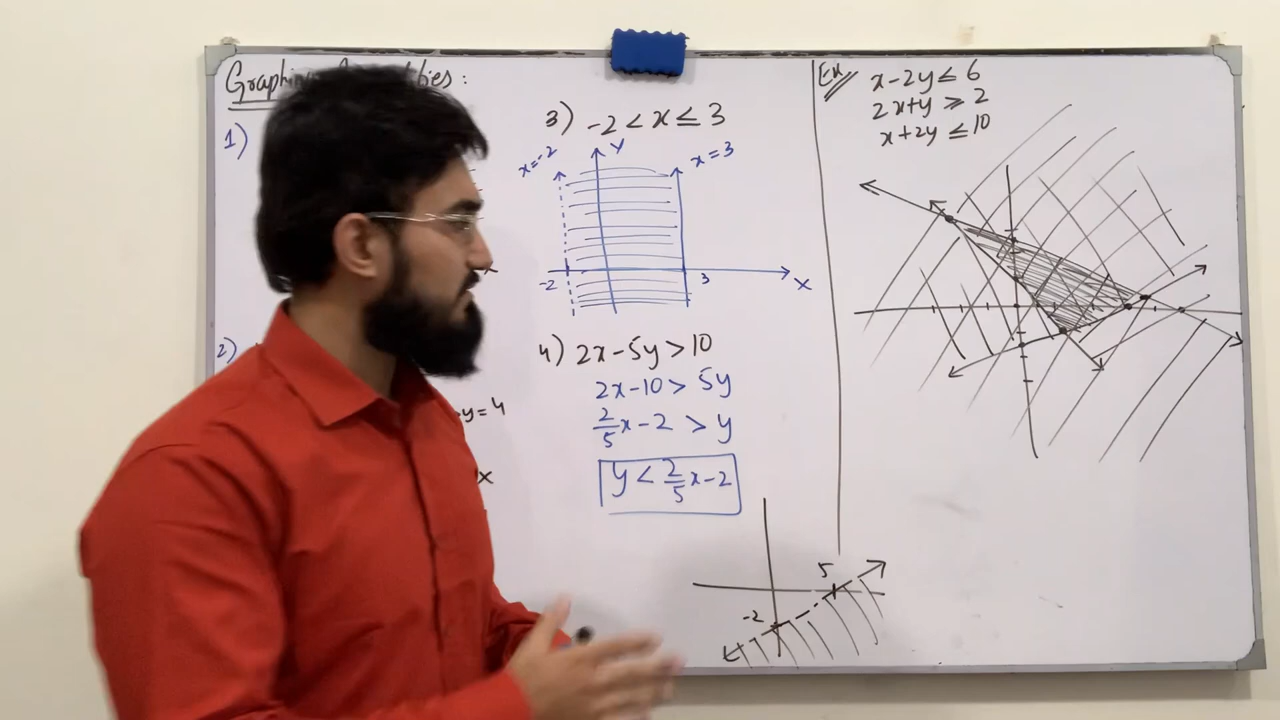 1)
2)
y=4
x
3) -2 < x ≤ 3
x=-2
y
x=3
-2
3
x
4) 2x-5y>10
2x-10 > 5y
2/5x-2 > y
y < 2/5x-2
5
-2
Ex
x-2y ≤ 6
2x+y ≥ 2
x+2y ≤ 10